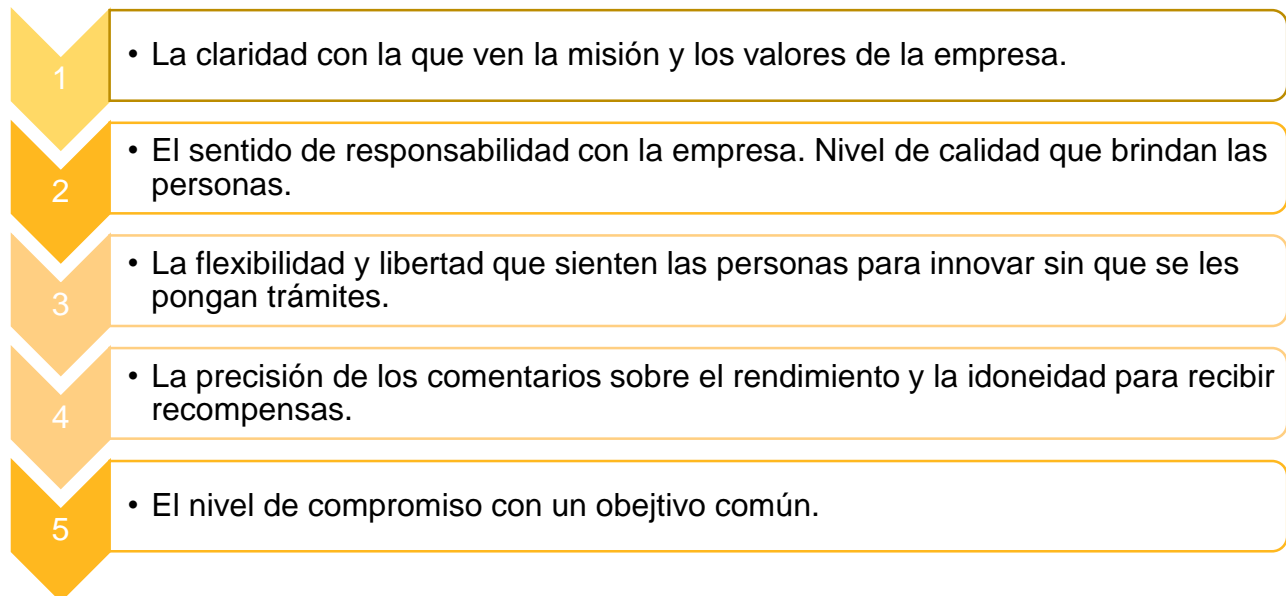 1
• La claridad con la que ven la misión y los valores de la empresa.
2
• El sentido de responsabilidad con la empresa. Nivel de calidad que brindan las
personas.
3
• La flexibilidad y libertad que sienten las personas para innovar sin que se les
pongan trámites.
4
• La precisión de los comentarios sobre el rendimiento y la idoneidad para recibir
recompensas.
5
• El nivel de compromiso con un obejtivo común.